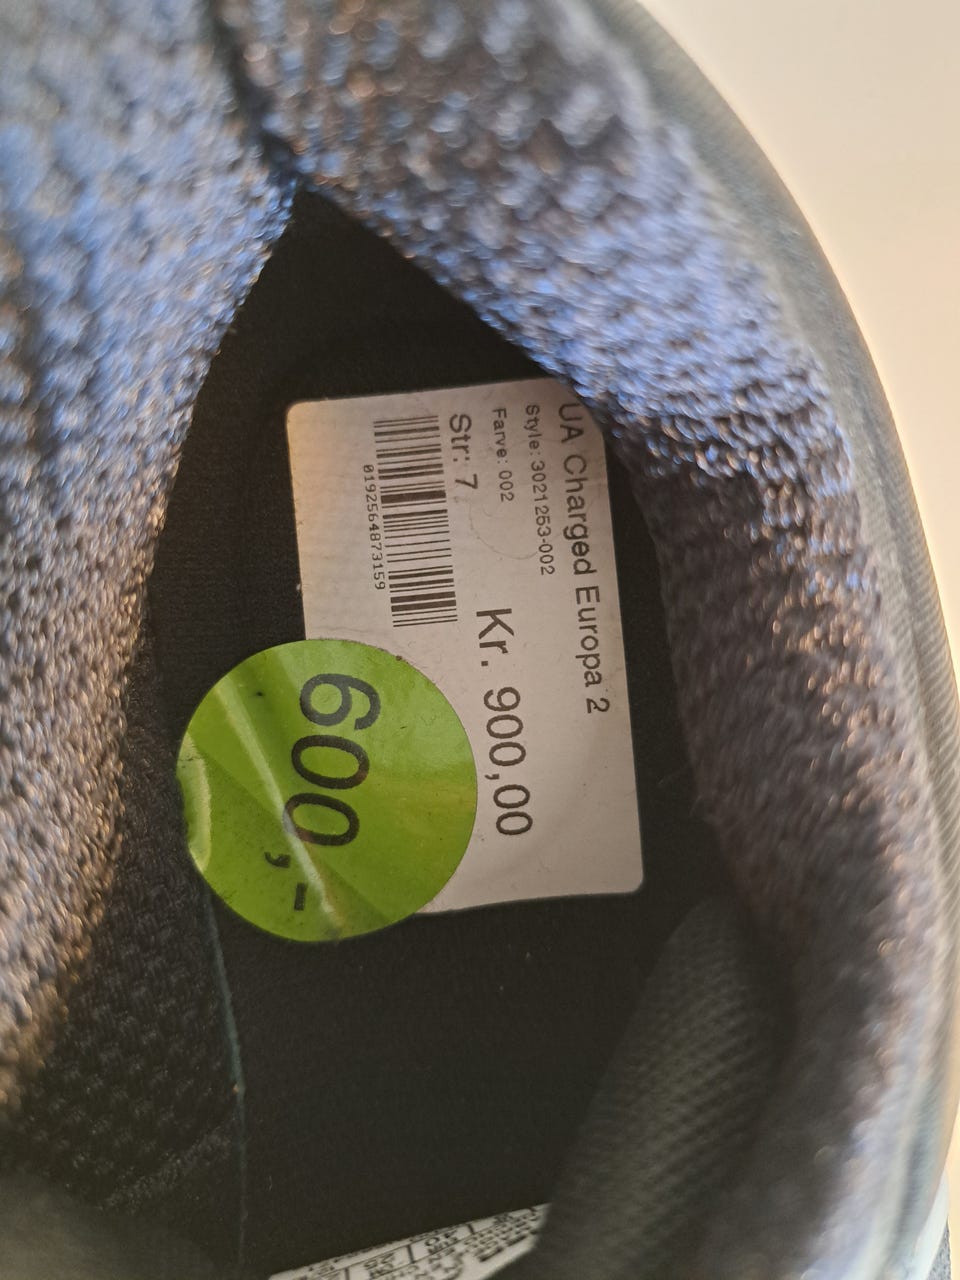 UA Charged Europa 2
Style: 3021253-002
Farve: 002
Kr. 900,00
Str: 7
0192564873159
600,-